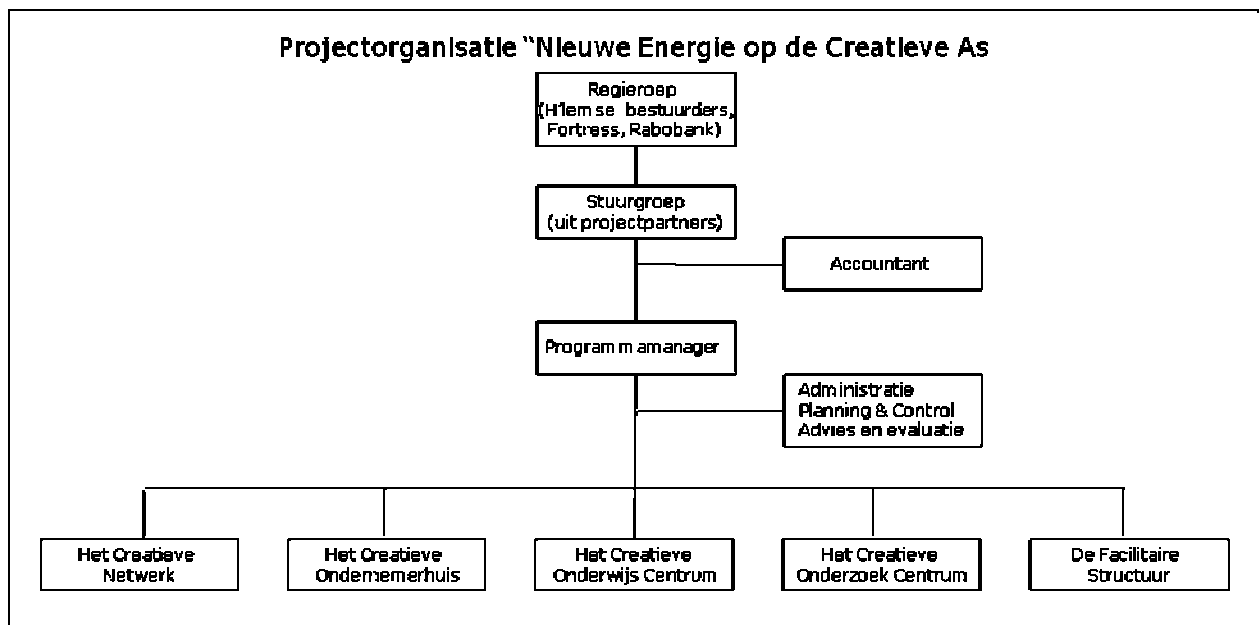 Projectorganisatie "Nieuwe Energie op de Creatieve As
Regieroep
(H'lemse bestuurders,
Fortress, Rabobank)
Stuurgroep
(uit projectpartners)
Accountant
Programmamanager
Administratie
Planning & Control
Advies en evaluatie
Het Creatieve
Netwerk
Het Creatieve
Ondernemerhuis
Het Creatieve
Onderwijs Centrum
Het Creatieve
Onderzoek Centrum
De Facilitaire
Structuur